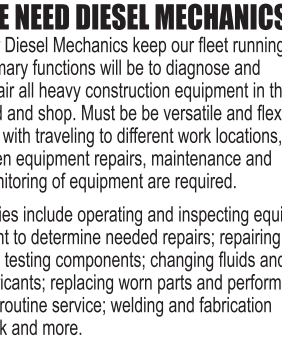 E NEED DIESEL MECHANICS
Diesel Mechanics keep our fleet running
mary functions will be to diagnose and
air all heavy construction equipment in th
d and shop. Must be be versatile and flex
with traveling to different work locations,
en equipment repairs, maintenance and
nitoring of equipment are required.
ies include operating and inspecting equi
nt to determine needed repairs; repairing
testing components; changing fluids and
ricants; replacing worn parts and perform
routine service; welding and fabrication
k and more.